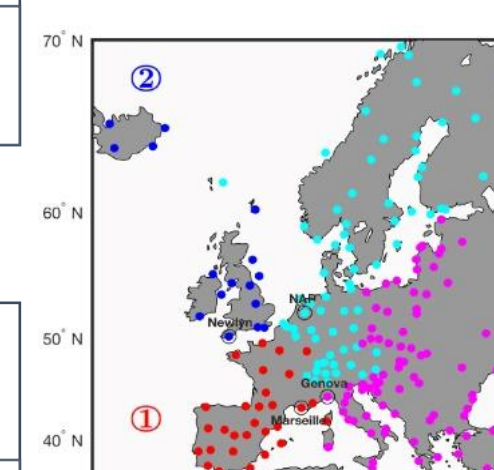 70° N
②
60° N
NAP
Newlyn
50° N
Genova
①
Marseille
40° N